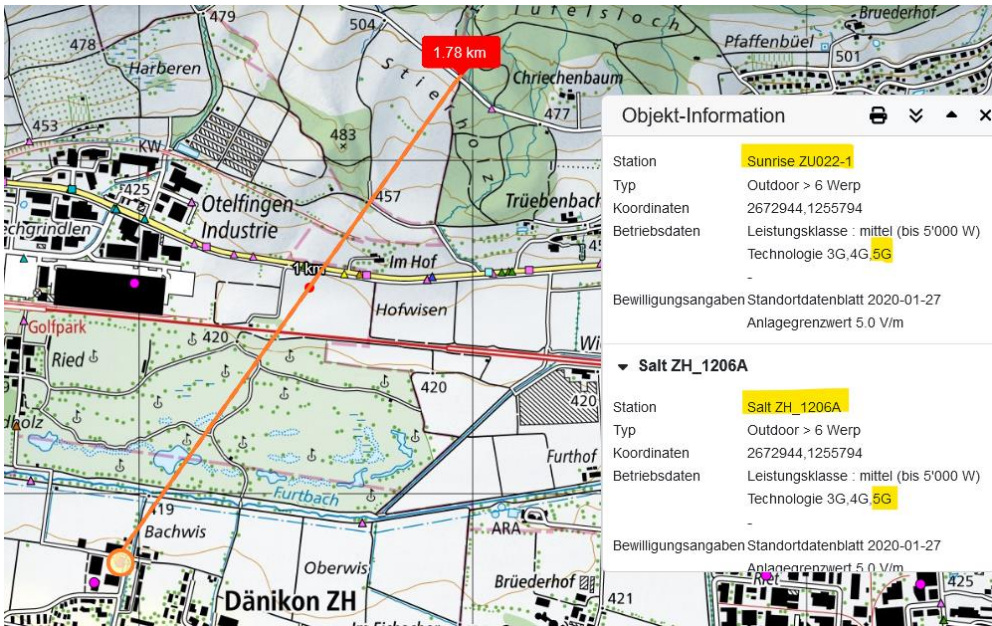 479
504
478
Harberen
1.78 km
Stierholz
Tufelsloch
Chriechenbaum
477
Pfaffenbüel
501
Bruederhof
453
KW
483
425
457
Otelfingen
Industrie
Trüebenbach
Im Hof
1 km
Hofwisen
Golfpark
420
Ried
420
420
Furthof
Furtbach
419
Bachwis
ARA
Oberwis
Brüederhof
Dänikon ZH
421
Riet
425
Objekt-Information
Station Sunrise ZU022-1
Typ Outdoor > 6 Werp
Koordinaten 2672944,1255794
Betriebsdaten Leistungsklasse : mittel (bis 5'000 W)
Technologie 3G,4G,5G
-
Bewilligungsangaben Standortdatenblatt 2020-01-27
Anlagegrenzwert 5.0 V/m
Salt ZH_1206A
Station Salt ZH_1206A
Typ Outdoor > 6 Werp
Koordinaten 2672944,1255794
Betriebsdaten Leistungsklasse : mittel (bis 5'000 W)
Technologie 3G,4G,5G
-
Bewilligungsangaben Standortdatenblatt 2020-01-27
Anlagegrenzwert 5.0 V/m